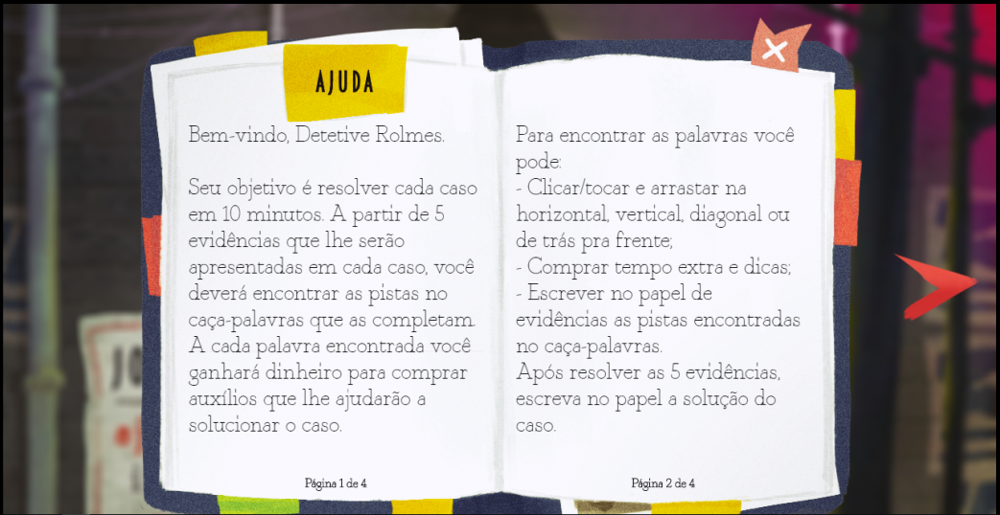 AJUDA
Bem-vindo, Detetive Rolmes.
Seu objetivo é resolver cada caso
em 10 minutos. A partir de 5
evidências que lhe serão
apresentadas em cada caso, você
deverá encontrar as pistas no
caça-palavras que as completam.
A cada palavra encontrada você
ganhará dinheiro para comprar
auxílios que lhe ajudarão a
solucionar o caso.
Página 1 de 4
Para encontrar as palavras você
pode:
- Clicar/tocar e arrastar na
horizontal, vertical, diagonal ou
de trás pra frente;
- Comprar tempo extra e dicas;
- Escrever no papel de
evidências as pistas encontradas
no caça-palavras.
Após resolver as 5 evidências,
escreva no papel a solução do
caso.
Página 2 de 4